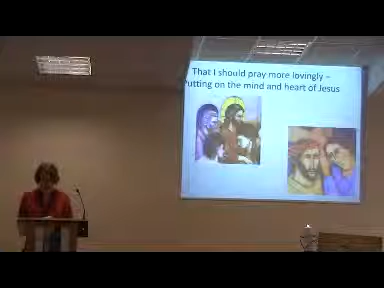 That I should pray more lovingly –
Putting on the mind and heart of Jesus